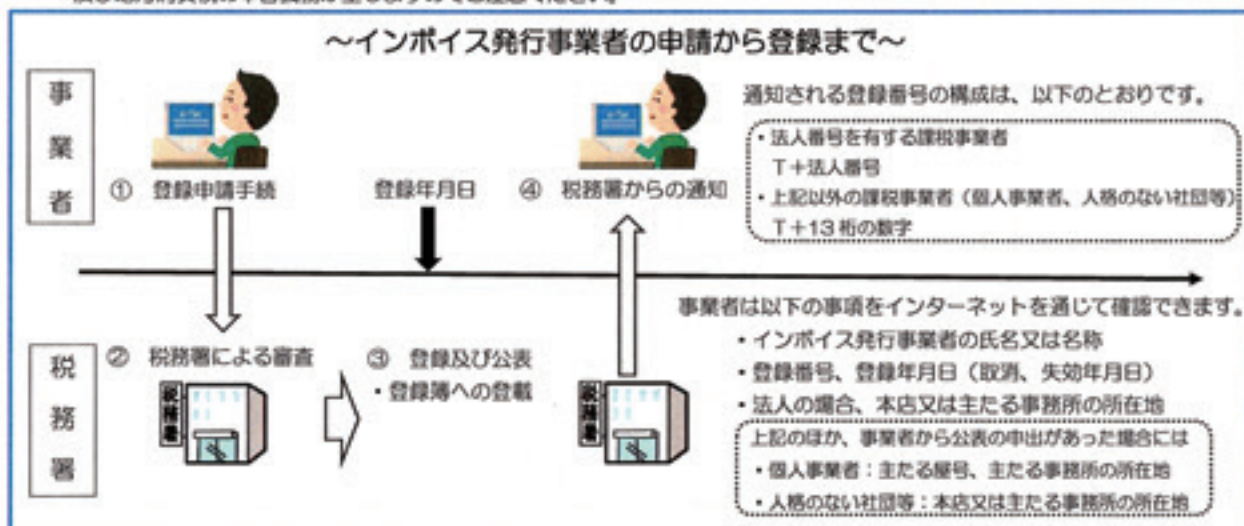 ～インボイス発行事業者の申請から登録まで～
事業者
① 登録申請手続
登録年月日
④ 税務署からの通知
通知される登録番号の構成は、以下のとおりです。
・法人番号を有する課税事業者
T＋法人番号
・上記以外の課税事業者（個人事業者、人格のない社団等）
T＋13桁の数字
税務署
② 税務署による審査
税務署
③ 登録及び公表
・登録簿への登載
税務署
事業者は以下の事項をインターネットを通じて確認できます。
・インボイス発行事業者の氏名又は名称
・登録番号、登録年月日（取消、失効年月日）
・法人の場合、本店又は主たる事務所の所在地
上記のほか、事業者から公表の申出があった場合には
・個人事業者：主たる屋号、主たる事務所の所在地
・人格のない社団等：本店又は主たる事務所の所在地